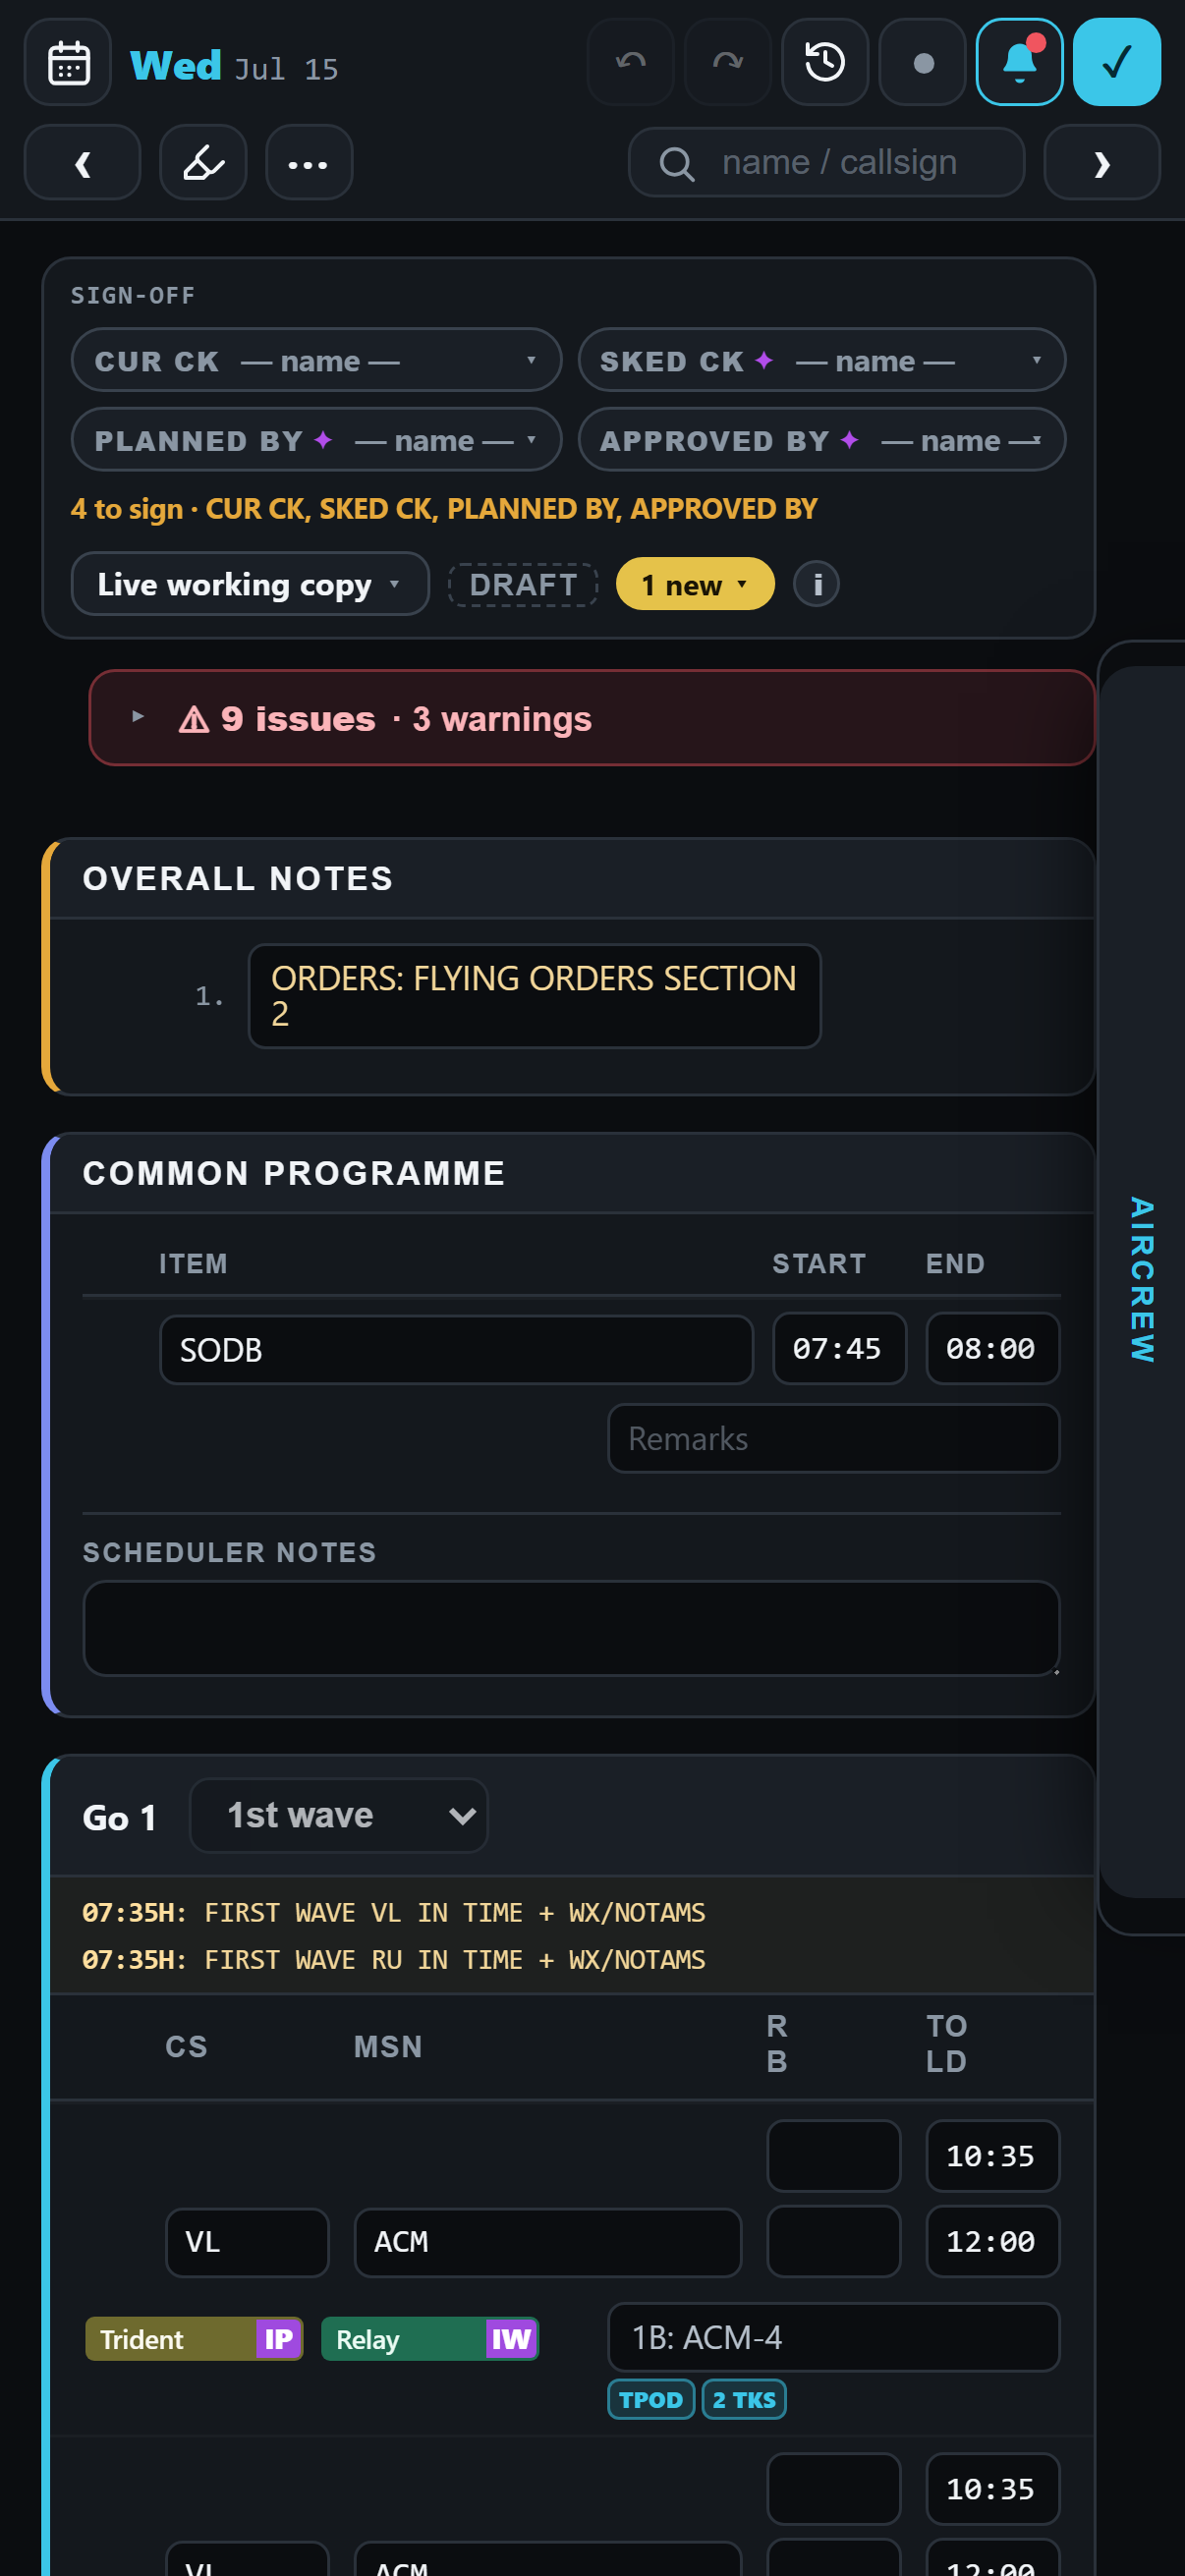 Wed Jul 15
name / callsign
SIGN-OFF
CUR CK — name —
SKED CK ✦ — name —
PLANNED BY ✦ — name —
APPROVED BY ✦ — name —
4 to sign · CUR CK, SKED CK, PLANNED BY, APPROVED BY
Live working copy DRAFT 1 new i
9 issues · 3 warnings
OVERALL NOTES
1. ORDERS: FLYING ORDERS SECTION
2
COMMON PROGRAMME
ITEM START END
SODB 07:45 08:00
Remarks
SCHEDULER NOTES
AIRCREW
Go 1 1st wave
07:35H: FIRST WAVE VL IN TIME + WX/NOTAMS
07:35H: FIRST WAVE RU IN TIME + WX/NOTAMS
CS MSN R TO
B LD
10:35
VL ACM 12:00
Trident IP Relay IW 1B: ACM-4
TPOD 2 TKS
10:35
VL ACM 12:00